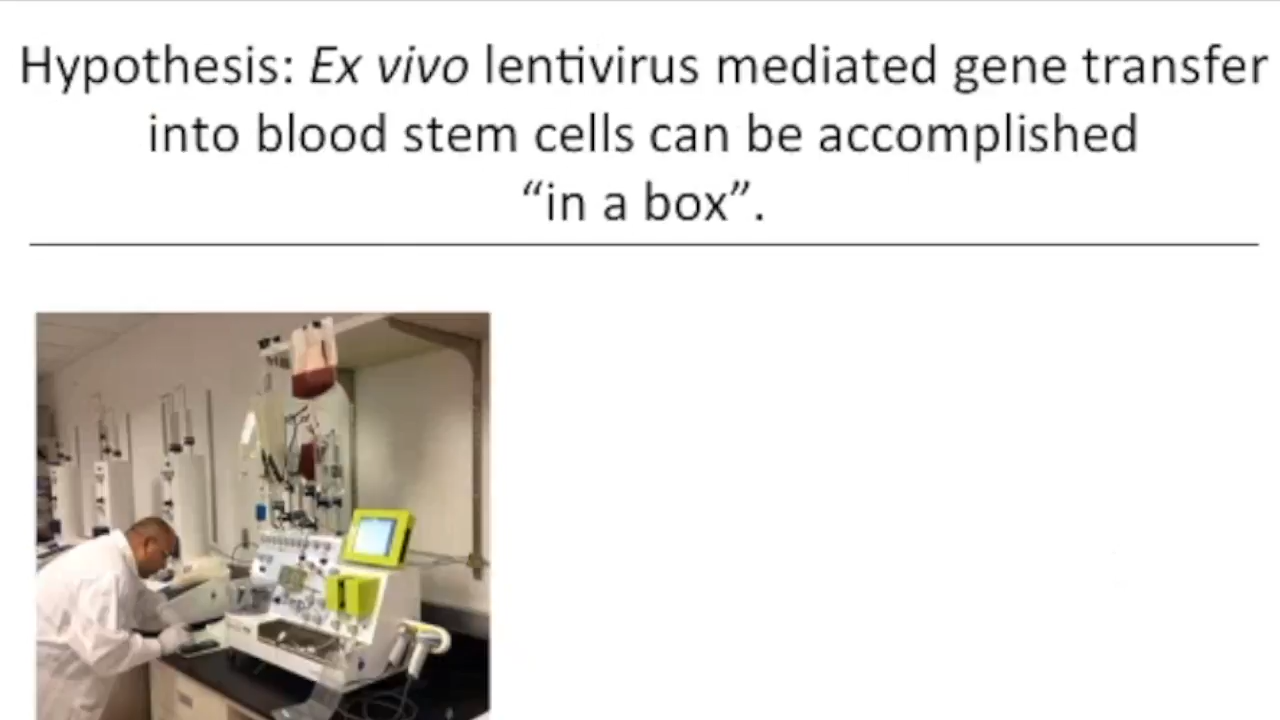 Hypothesis: Ex vivo lentivirus mediated gene transfer
into blood stem cells can be accomplished
“in a box”.